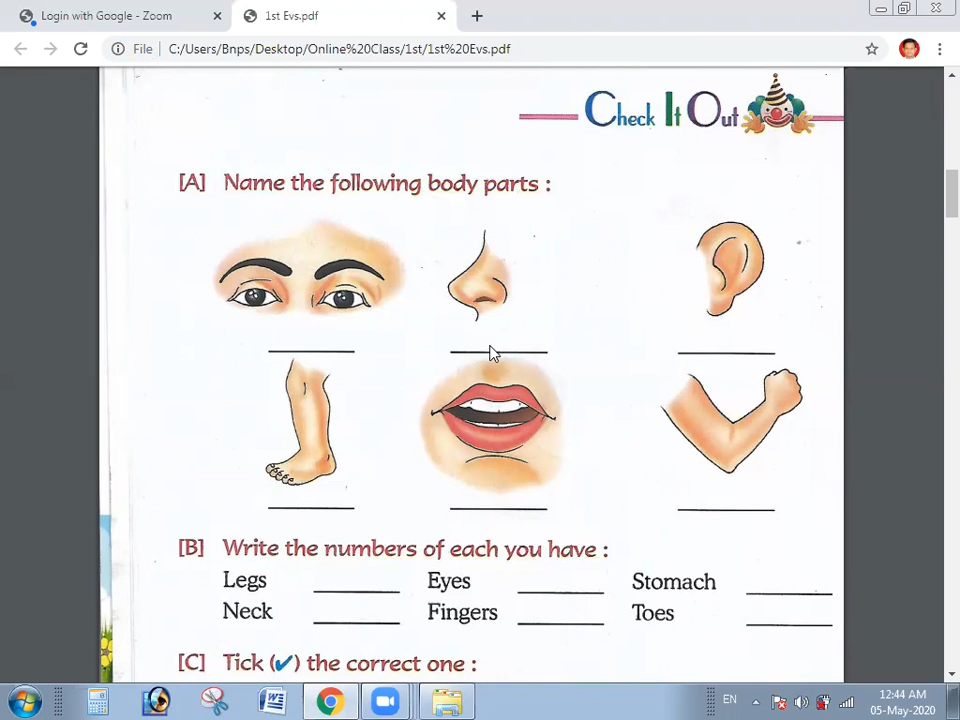 Login with Google - Zoom
1st Evs.pdf
File
C:/Users/Bnps/Desktop/Online%20Class/1st/1st%20Evs.pdf
Check It Out
[A] Name the following body parts :
[B] Write the numbers of each you have :
Legs Eyes Stomach
Neck Fingers Toes
[C] Tick (✔) the correct one :
EN
12:44 AM
05-May-2020